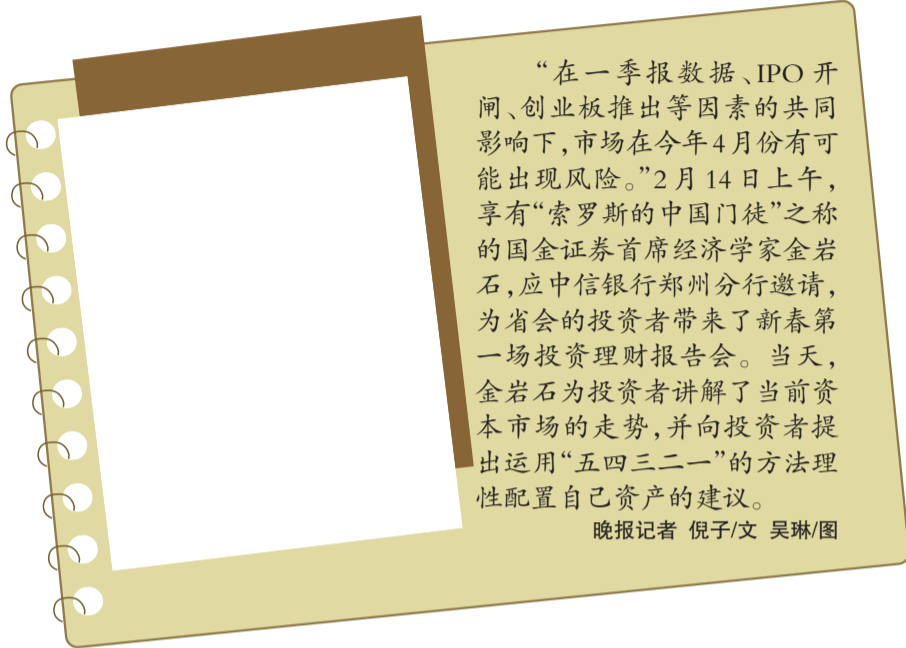 “在一季报数据、IPO 开
闸、创业板推出等因素的共同
影响下,市场在今年4月份有可
能出现风险。”2月14日上午,
享有“索罗斯的中国门徒”之称
的国金证券首席经济学家金岩
石,应中信银行郑州分行邀请,
为省会的投资者带来了新春第
一场投资理财报告会。当天,
金岩石为投资者讲解了当前资
本市场的走势,并向投资者提
出运用“五四三二一”的方法理
性配置自己资产的建议。
晚报记者 倪子/文 吴琳/图